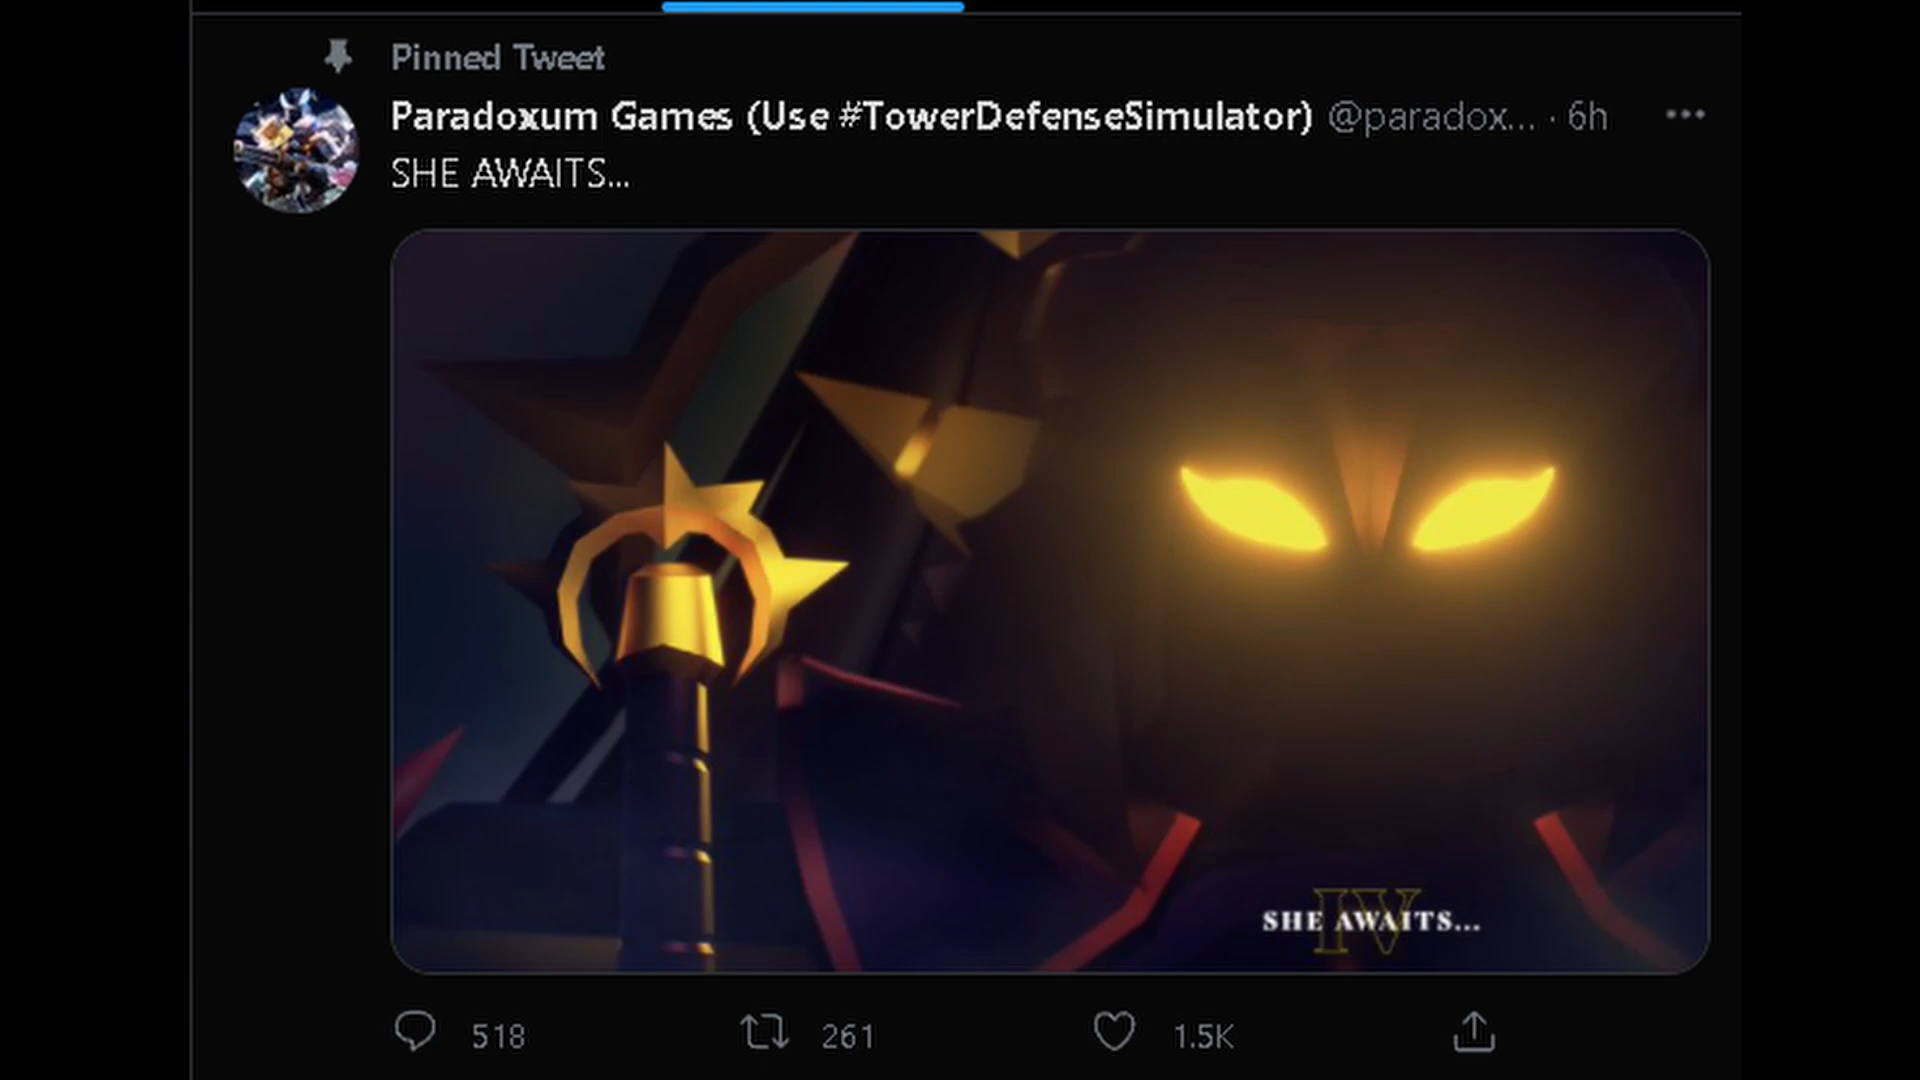 Pinned Tweet
Paradoxum Games (Use #TowerDefenseSimulator) @paradox... · 6h
SHE AWAITS...
IV
SHE AWAITS...
518 261 1.5K